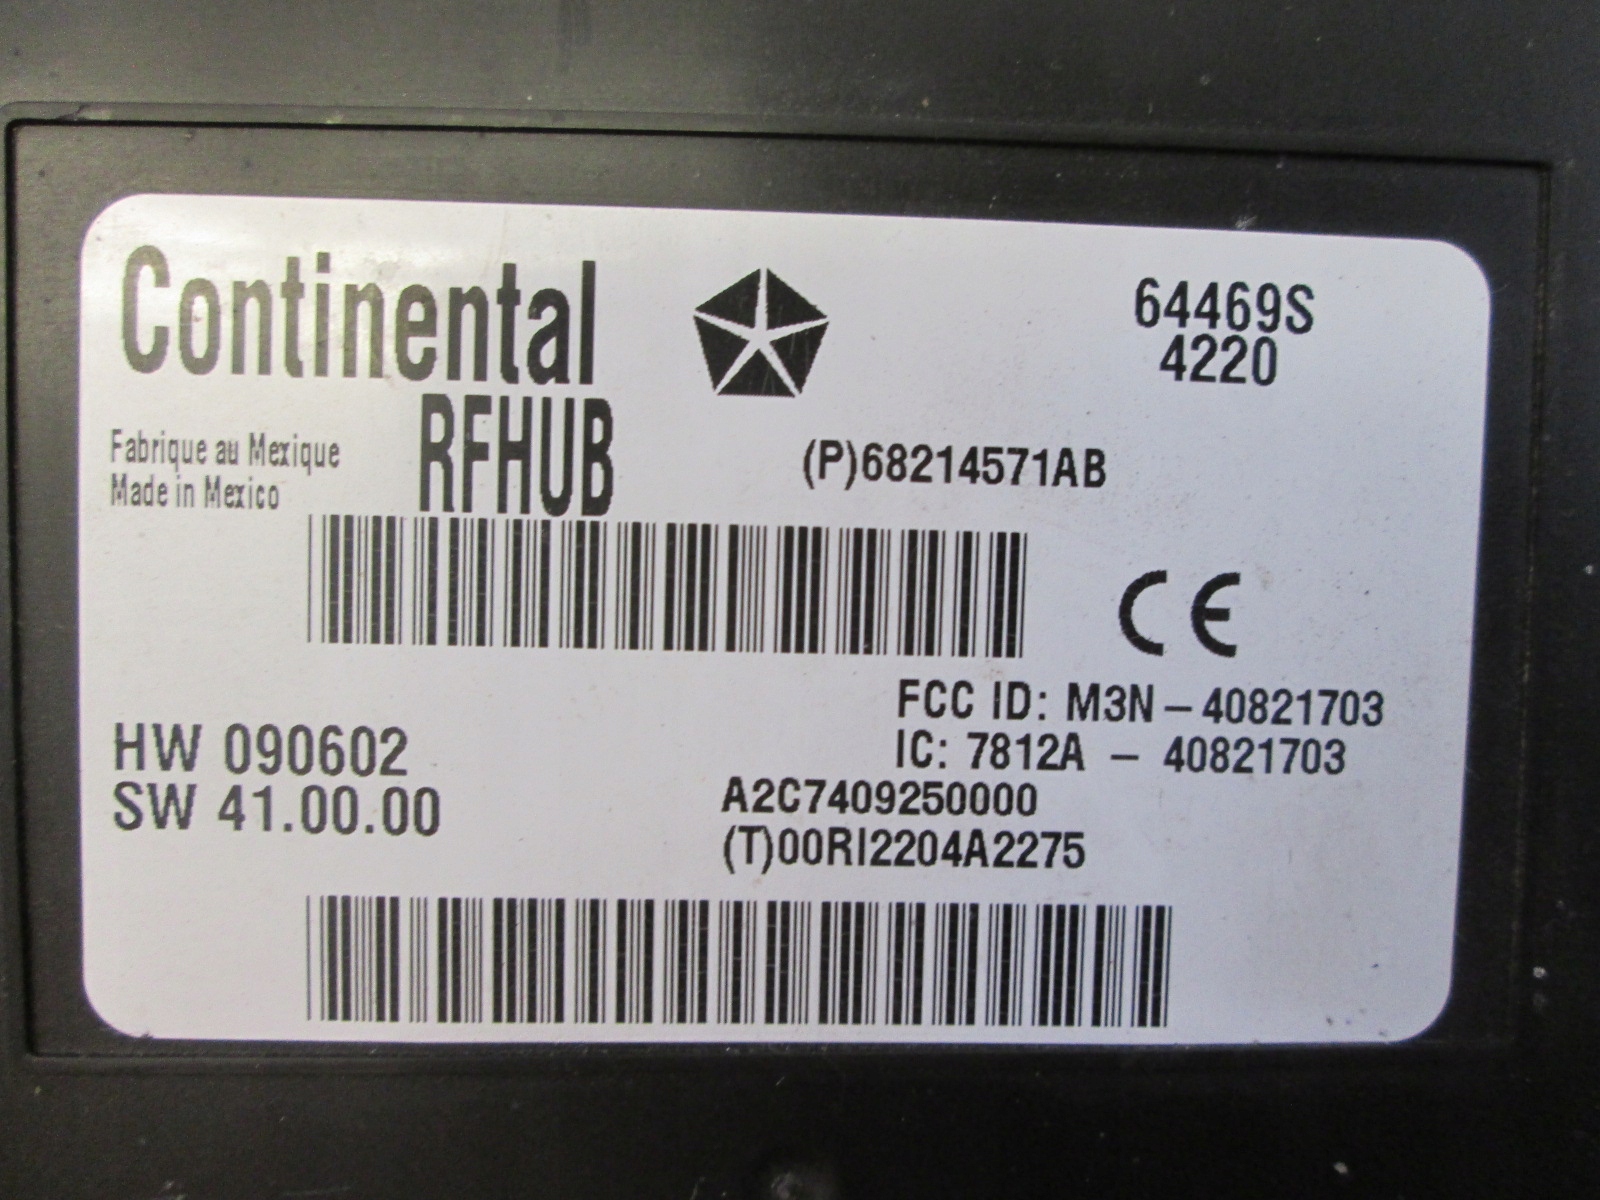 Continental
64469S
4220
RFHUB
Fabrique au Mexique
Made in Mexico
(P)68214571AB
CE
FCC ID: M3N-40821703
IC: 7812A - 40821703
HW 090602
SW 41.00.00
A2C7409250000
(T)00RI2204A2275